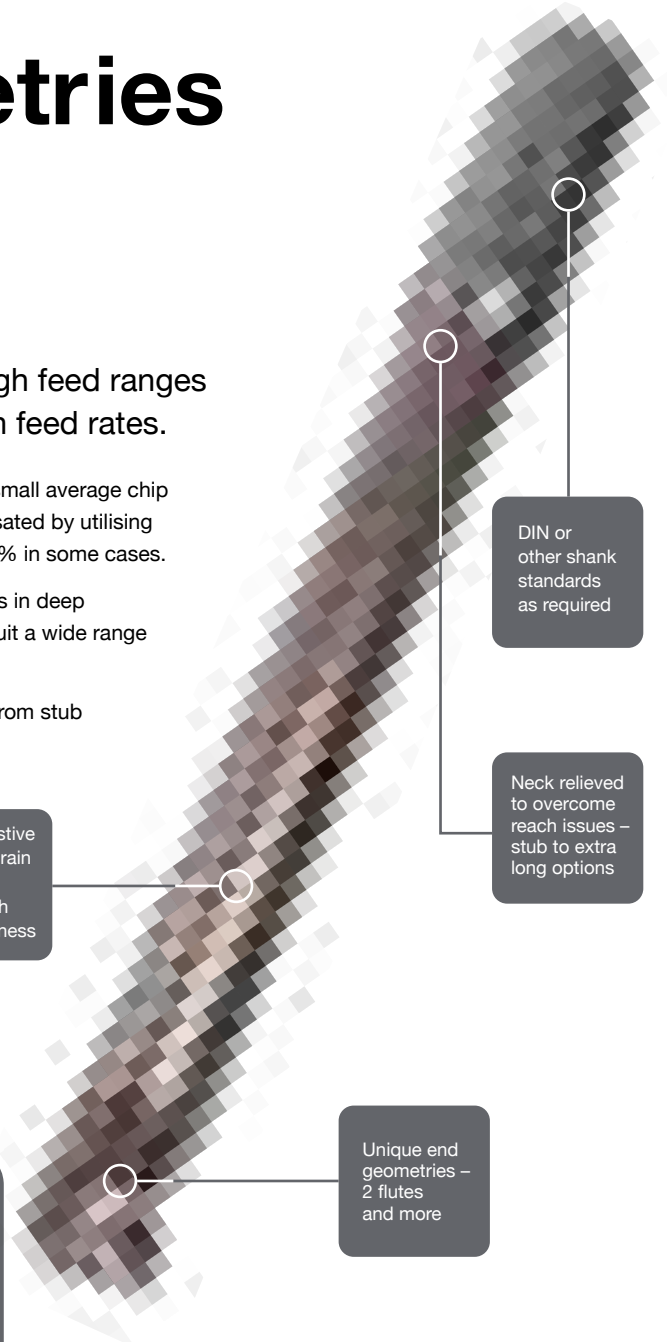 etries
gh feed ranges
n feed rates.
small average chip
sated by utilising
% in some cases.
s in deep
uit a wide range
rom stub
DIN or
other shank
standards
as required
Neck relieved
to overcome
reach issues –
stub to extra
long options
stive
rain
h
ness
Unique end
geometries –
2 flutes
and more